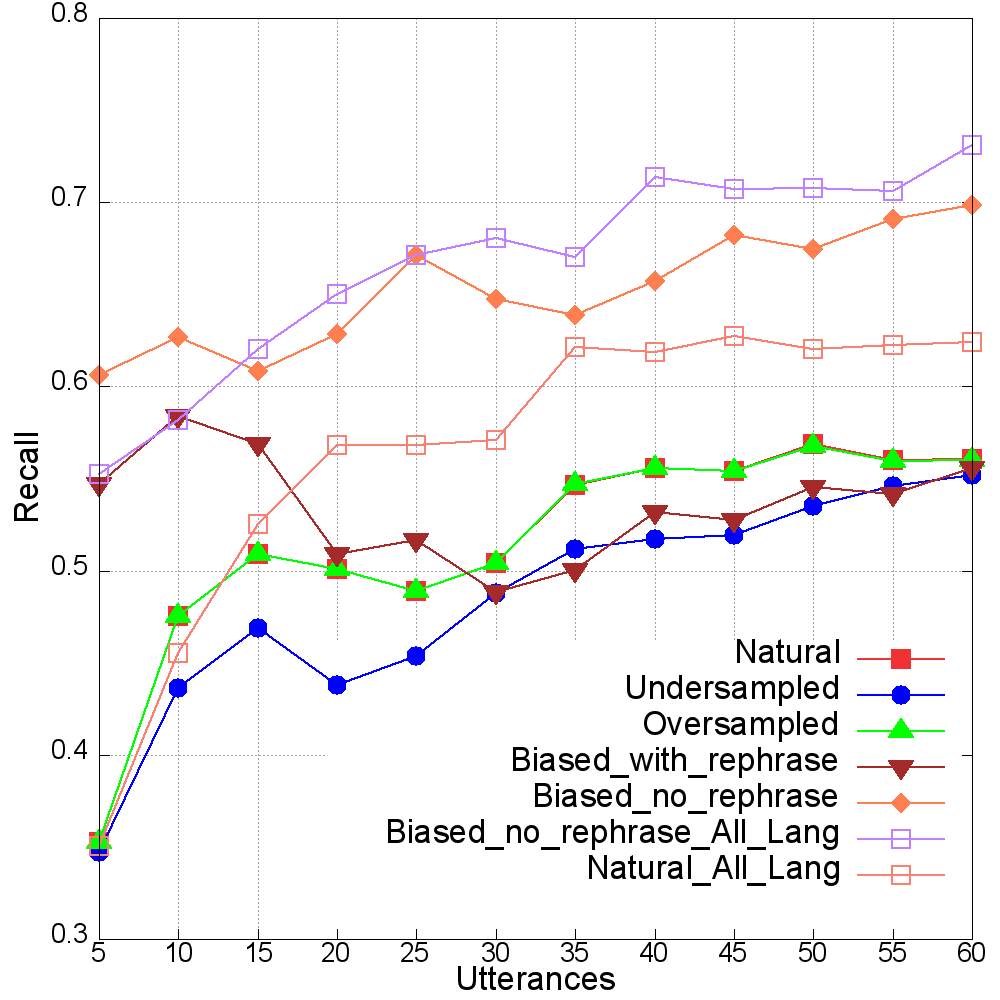 0.8
0.7
0.6
0.5
0.4
0.3
Recall
Natural
Undersampled
Oversampled
Biased_with_rephrase
Biased_no_rephrase
Biased_no_rephrase_All_Lang
Natural_All_Lang
5 10 15 20 25 30 35 40 45 50 55 60
Utterances